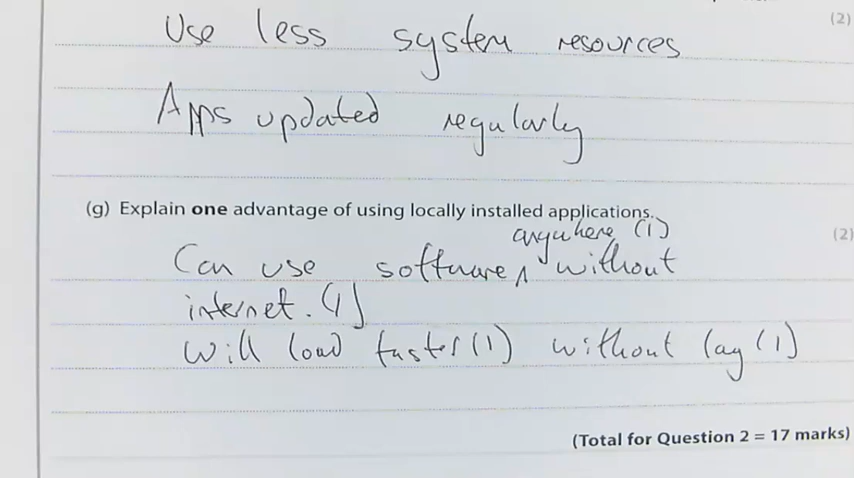 (2)
Use less system resources
Apps updated regularly
(g) Explain one advantage of using locally installed applications.
(2)
anywhere (1)
Can use software ^ without
internet. (1)
Will load faster (1) without lag (1)
(Total for Question 2 = 17 marks)